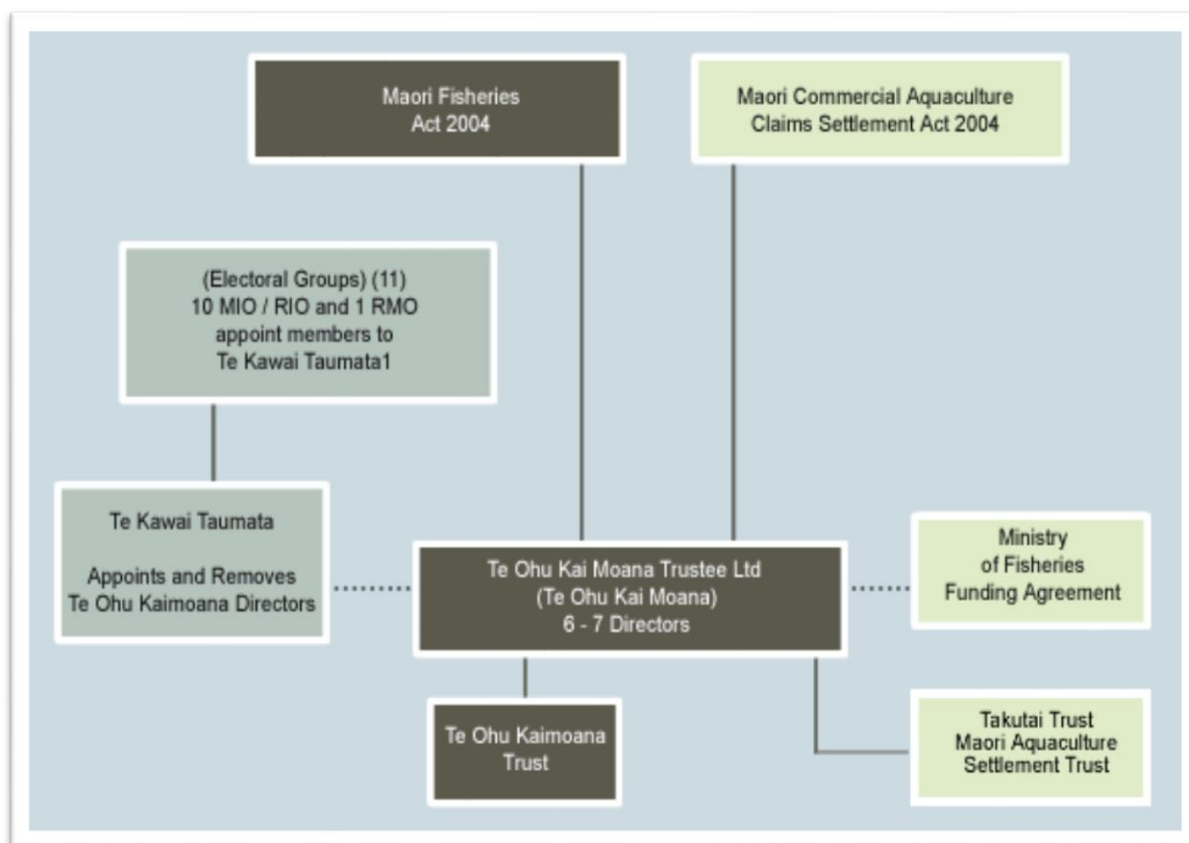 Maori Fisheries
Act 2004
Maori Commercial Aquaculture
Claims Settlement Act 2004
(Electoral Groups) (11)
10 MIO / RIO and 1 RMO
appoint members to
Te Kawai Taumata1
Te Kawai Taumata
Appoints and Removes
Te Ohu Kaimoana Directors
Te Ohu Kai Moana Trustee Ltd
(Te Ohu Kai Moana)
6 - 7 Directors
Ministry
of Fisheries
Funding Agreement
Te Ohu Kaimoana
Trust
Takutai Trust
Maori Aquaculture
Settlement Trust